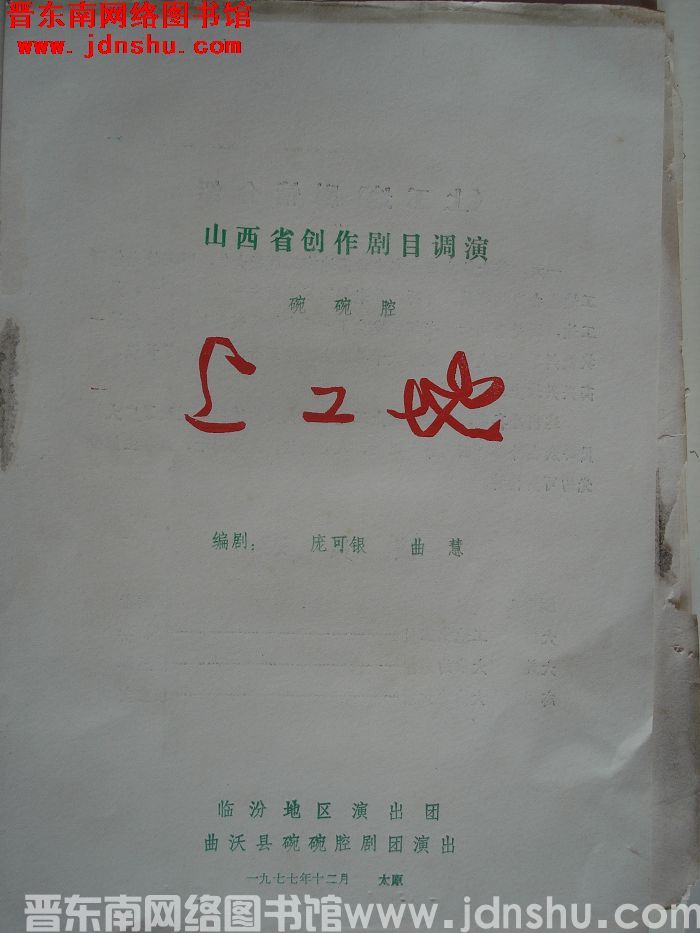 晋东南网络图书馆
www.jdnshu.com
山西省创作剧目调演
碗碗腔
上工地
编剧： 庞可银 曲慧
临汾地区演出团
曲沃县碗碗腔剧团演出
一九七七年十二月 太原
晋东南网络图书馆www.jdnshu.com